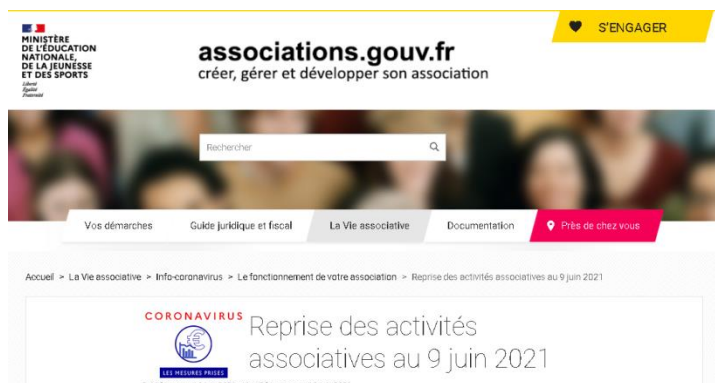 S'ENGAGER
MINISTÈRE
DE L'ÉDUCATION
NATIONALE,
DE LA JEUNESSE
ET DES SPORTS
Liberté
Égalité
Fraternité
associations.gouv.fr
créer, gérer et développer son association
Rechercher
Vos démarches Guide juridique et fiscal La Vie associative Documentation Près de chez vous
Accueil > La Vie associative > Info-coronavirus > Le fonctionnement de votre association > Reprise des activités associatives au 9 juin 2021
CORONAVIRUS
LES MESURES PRISES
Reprise des activités
associatives au 9 juin 2021